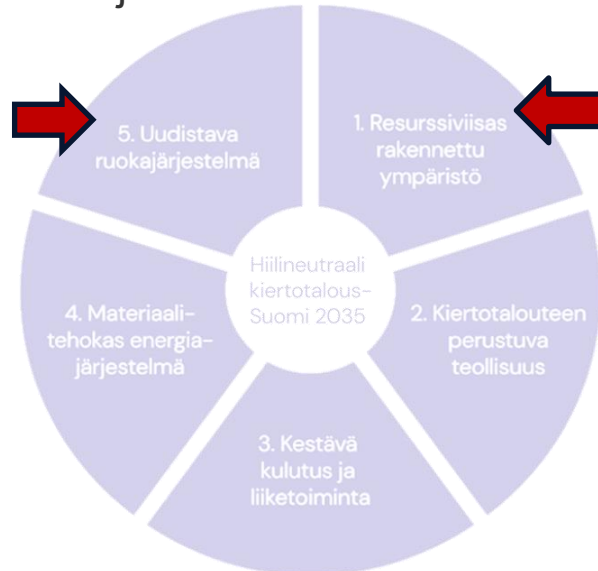 1. Resurssiviisas
rakennettu
ympäristö
2. Kiertotalouteen
perustuva
teollisuus
3. Kestävä
kulutus ja
liiketoiminta
4. Materiaali-
tehokas energia-
järjestelmä
5. Uudistava
ruokajärjestelmä
Hiilineutraali
kiertotalous-
Suomi 2035